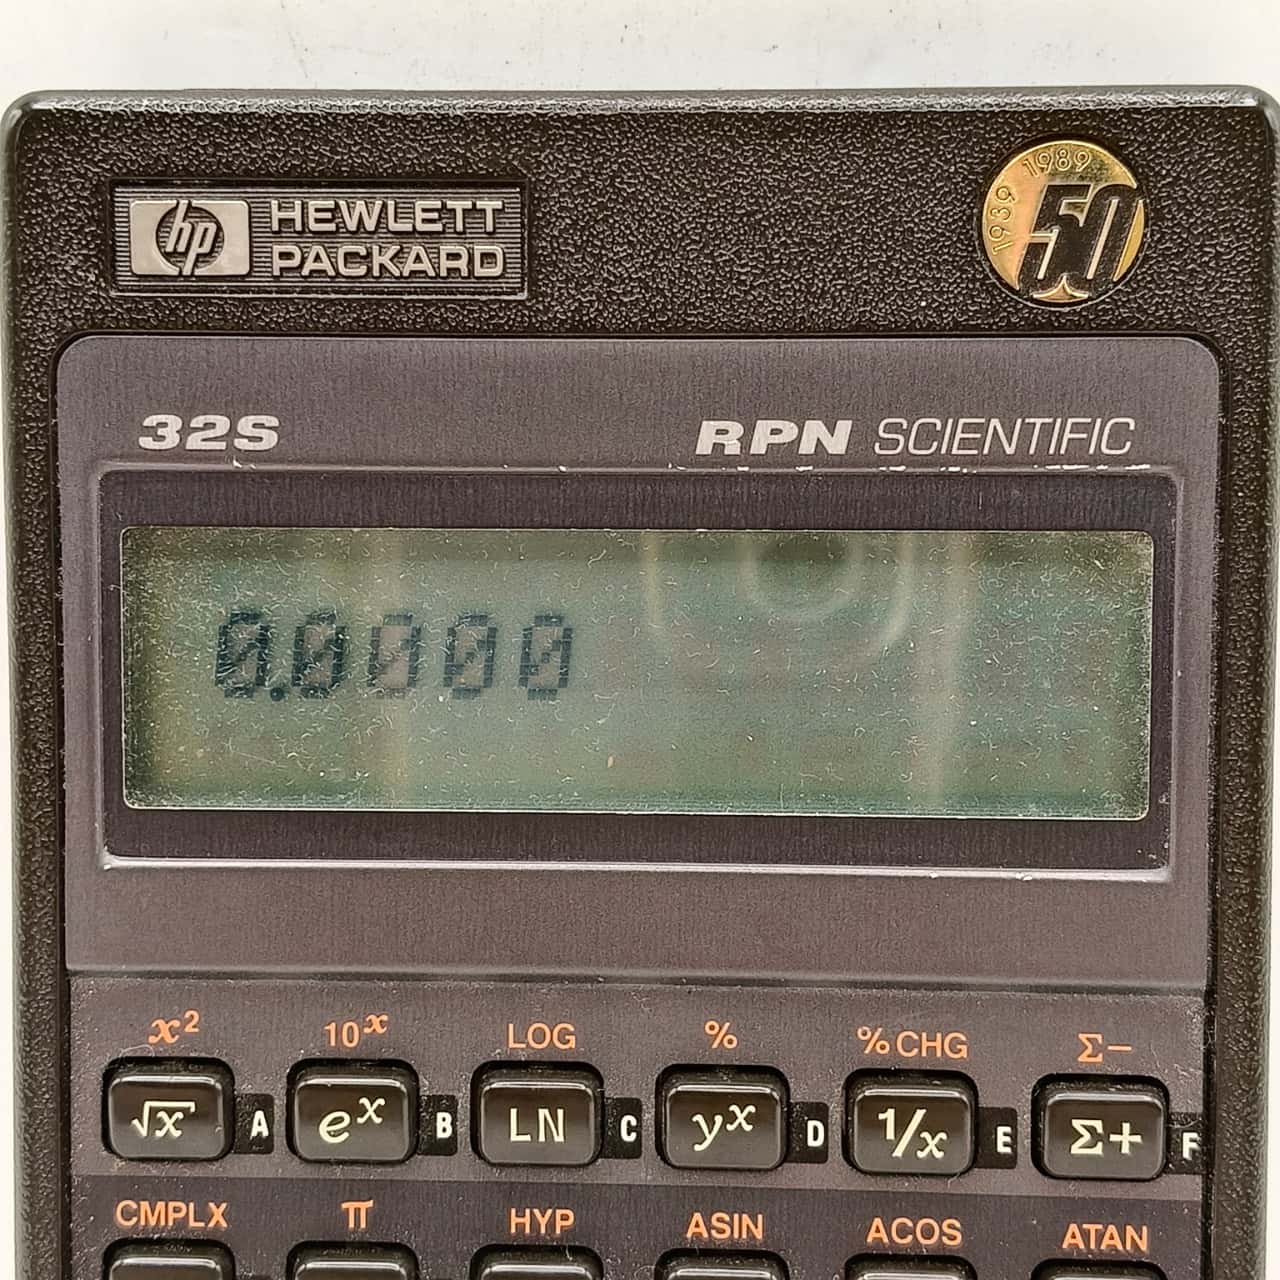 hp HEWLETT
PACKARD
1939 1989
50
32S RPN SCIENTIFIC
0.0000
x² 10ˣ LOG % %CHG Σ−
√x A eˣ B LN C yˣ D 1/x E Σ+ F
CMPLX π HYP ASIN ACOS ATAN